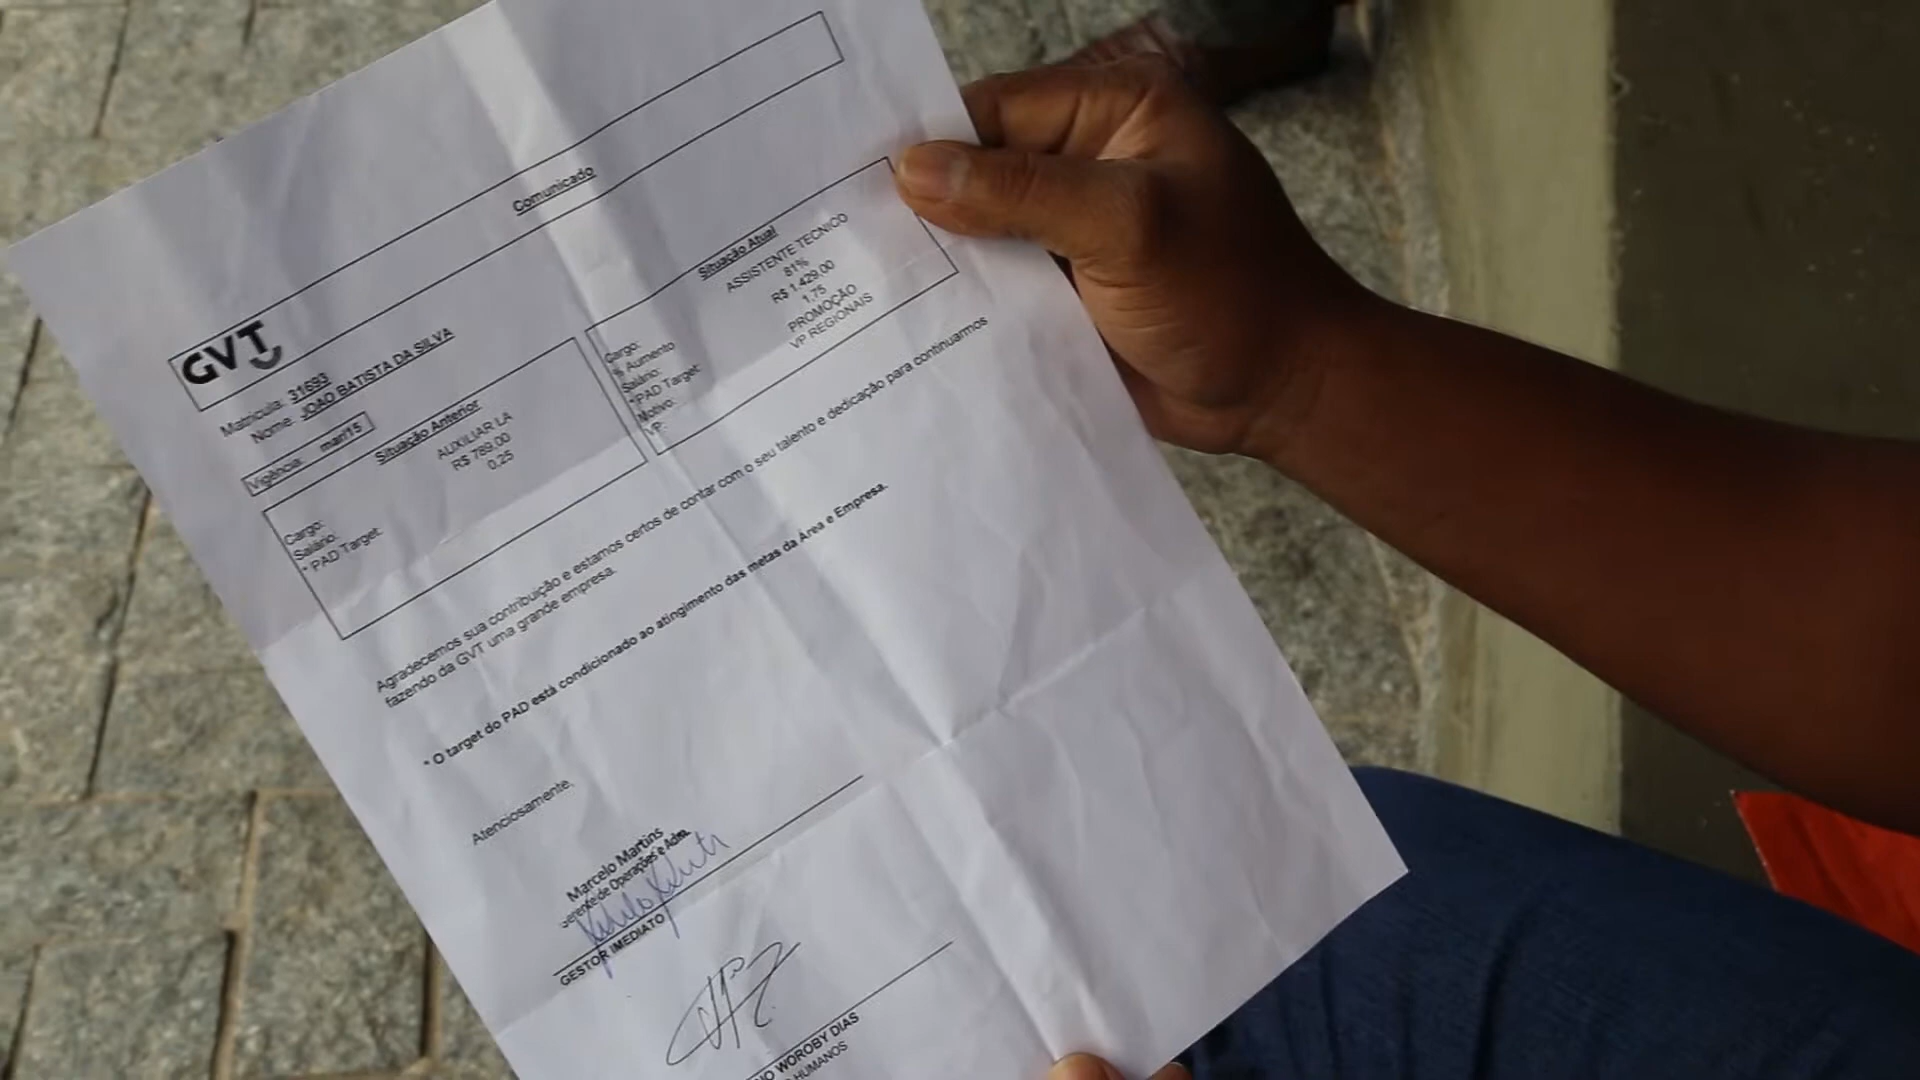 Comunicado
GVT
Matrícula: 31693
Nome: JOAO BATISTA DA SILVA
Vigência: mar/15
Situação Anterior
Cargo: AUXILIAR LA
Salário: R$ 789,00
* PAD Target: 0,25
Situação Atual
Cargo: ASSISTENTE TECNICO
% Aumento 81%
Salário: R$ 1.429,00
*PAD Target: 1,75
Motivo: PROMOÇÃO
VP: VP REGIONAIS
Agradecemos sua contribuição e estamos certos de contar com o seu talento e dedicação para continuarmos
fazendo da GVT uma grande empresa.
* O target do PAD está condicionado ao atingimento das metas da Área e Empresa.
Atenciosamente,
Marcelo Martins
Gerente de Operações e Adm.
GESTOR IMEDIATO
WOROBY DIAS
HUMANOS